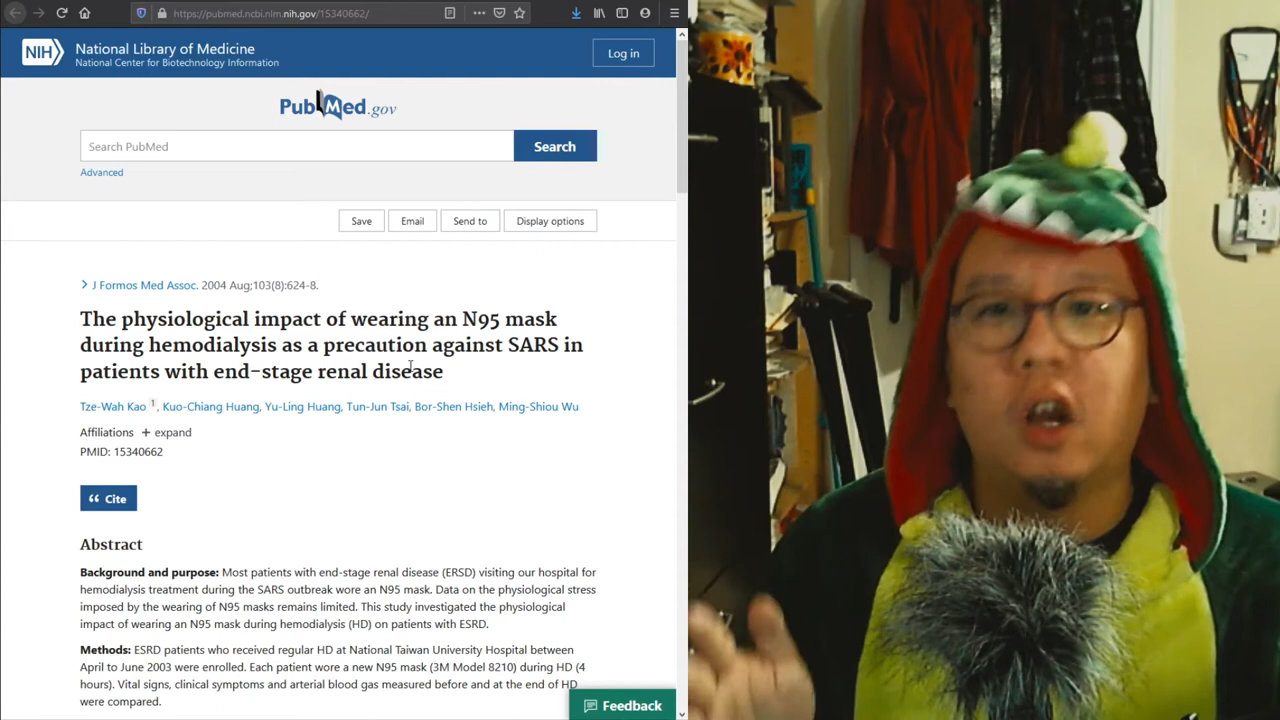 https://pubmed.ncbi.nlm.nih.gov/15340662/
NIH
National Library of Medicine
National Center for Biotechnology Information
Log in
PubMed.gov
Search PubMed
Search
Advanced
Save
Email
Send to
Display options
J Formos Med Assoc. 2004 Aug;103(8):624-8.
The physiological impact of wearing an N95 mask
during hemodialysis as a precaution against SARS in
patients with end-stage renal disease
Tze-Wah Kao 1, Kuo-Chiang Huang, Yu-Ling Huang, Tun-Jun Tsai, Bor-Shen Hsieh, Ming-Shiou Wu
Affiliations + expand
PMID: 15340662
Cite
Abstract
Background and purpose: Most patients with end-stage renal disease (ERSD) visiting our hospital for
hemodialysis treatment during the SARS outbreak wore an N95 mask. Data on the physiological stress
imposed by the wearing of N95 masks remains limited. This study investigated the physiological
impact of wearing an N95 mask during hemodialysis (HD) on patients with ESRD.
Methods: ESRD patients who received regular HD at National Taiwan University Hospital between
April to June 2003 were enrolled. Each patient wore a new N95 mask (3M Model 8210) during HD (4
hours). Vital signs, clinical symptoms and arterial blood gas measured before and at the end of HD
were compared.
Feedback